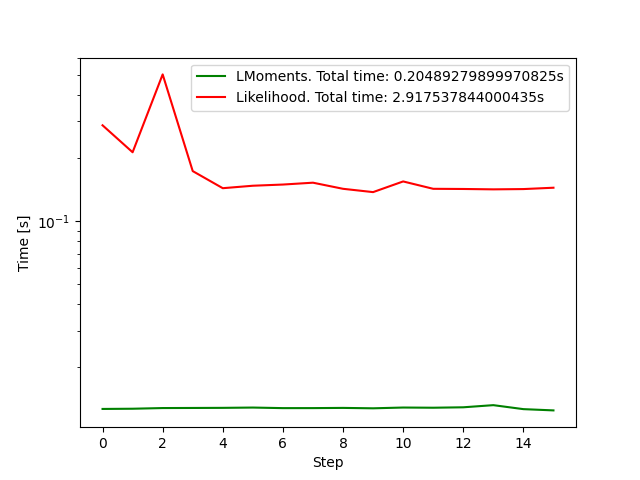 LMoments. Total time: 0.20489279899970825s
Likelihood. Total time: 2.917537844000435s
10⁻¹
Time [s]
0 2 4 6 8 10 12 14
Step